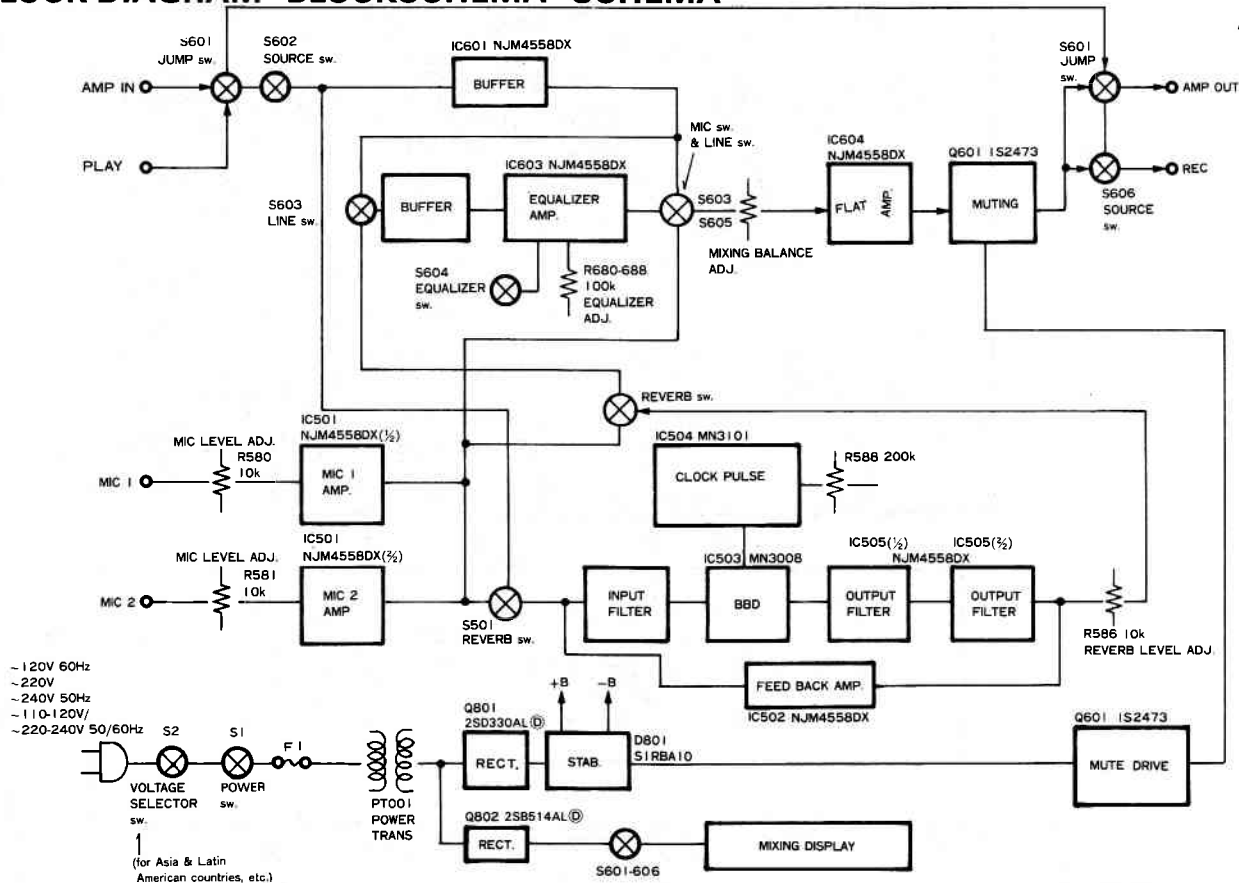 BLOCK DIAGRAM BLOCKSCHEMA SCHEMA
S601
JUMP sw.
S602
SOURCE sw.
IC601 NJM4558DX
BUFFER
S601
JUMP
sw.
AMP IN
AMP OUT
PLAY
MIC sw.
& LINE sw.
IC604
NJM4558DX
Q601 IS2473
REC
IC603 NJM4558DX
S603
LINE sw.
BUFFER
EQUALIZER
AMP.
S603
S605
FLAT AMP.
MUTING
S606
SOURCE
sw.
MIXING BALANCE
ADJ.
S604
EQUALIZER
sw.
R680-688
100k
EQUALIZER
ADJ.
REVERB sw.
MIC LEVEL ADJ.
R580
10k
IC501
NJM4558DX(½)
MIC 1
MIC 1
AMP.
IC504 MN3101
CLOCK PULSE
R588 200k
MIC LEVEL ADJ.
R581
10k
IC501
NJM4558DX(2/2)
MIC 2
MIC 2
AMP
S501
REVERB sw.
IC503 MN3008
IC505(½) IC505(2/2)
NJM4558DX
INPUT
FILTER
BBD
OUTPUT
FILTER
OUTPUT
FILTER
R586 10k
REVERB LEVEL ADJ.
FEED BACK AMP.
IC502 NJM4558DX
~120V 60Hz
~220V
~240V 50Hz
~110-120V/
~220-240V 50/60Hz
S2
S1
F1
VOLTAGE
SELECTOR
sw.
POWER
sw.
(for Asia & Latin
American countries, etc.)
PT001
POWER
TRANS
+B
-B
Q801
2SD330AL Ⓓ
RECT.
STAB.
D801
S1RBA10
Q601 IS2473
MUTE DRIVE
Q802 2SB514AL Ⓓ
RECT.
S601-606
MIXING DISPLAY